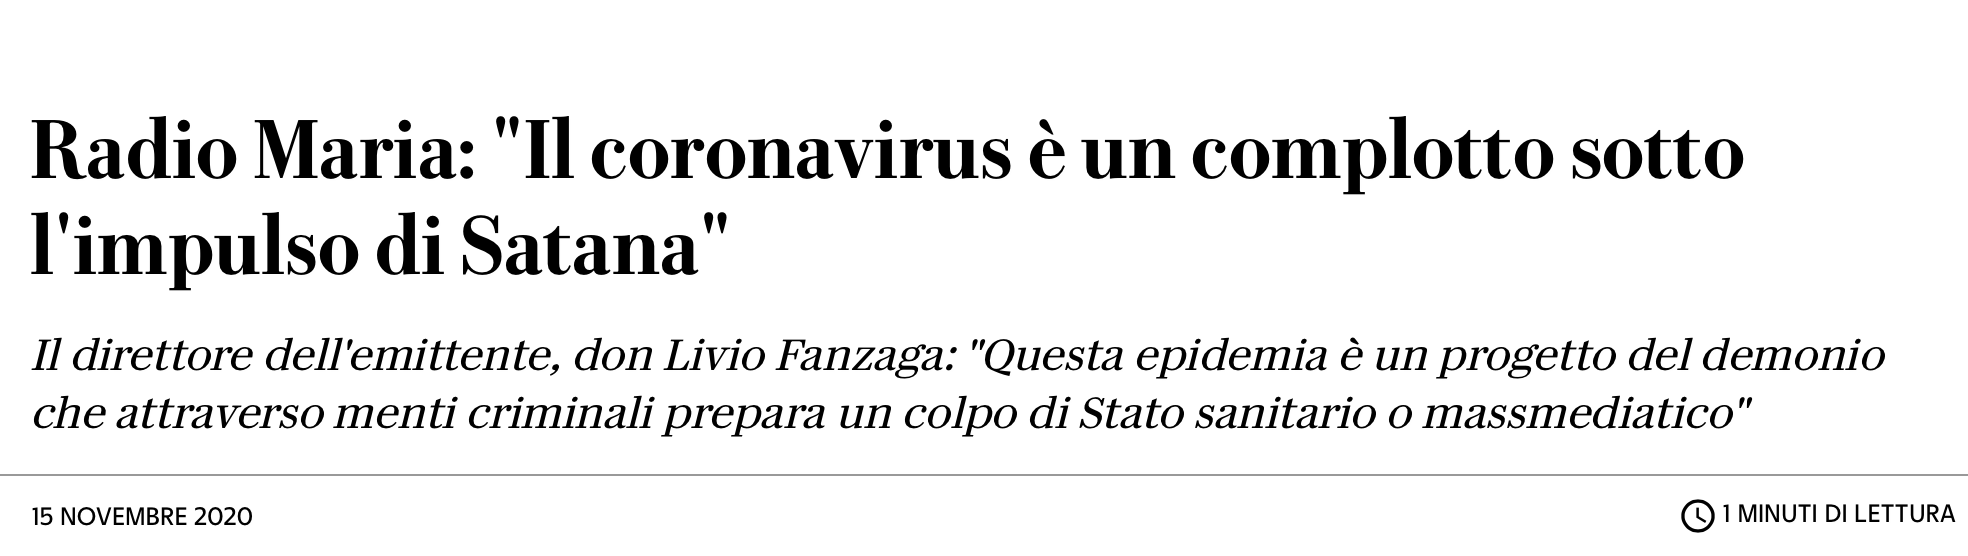 Radio Maria: "Il coronavirus è un complotto sotto
l'impulso di Satana"
Il direttore dell'emittente, don Livio Fanzaga: "Questa epidemia è un progetto del demonio
che attraverso menti criminali prepara un colpo di Stato sanitario o massmediatico"
15 NOVEMBRE 2020
1 MINUTI DI LETTURA